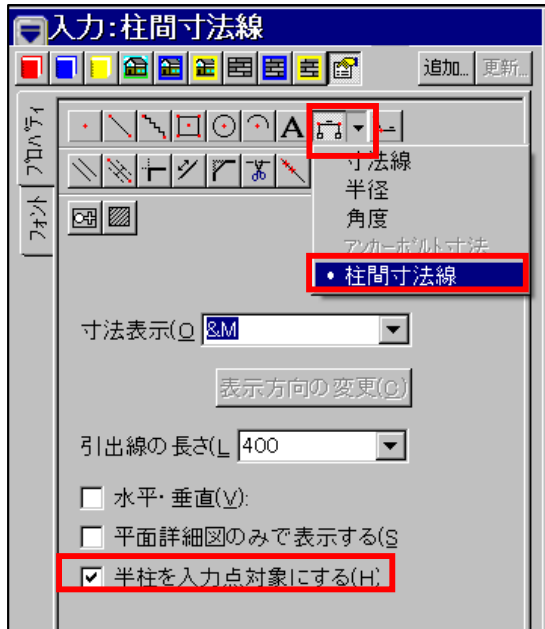 入力:柱間寸法線
追加... 更新...
プロパティ
フォント
A
寸法線
半径
角度
アンカーボルト寸法
• 柱間寸法線
寸法表示(O &M
表示方向の変更(C)
引出線の長さ(L 400
水平・垂直(V):
平面詳細図のみで表示する(S
半柱を入力点対象にする(H)